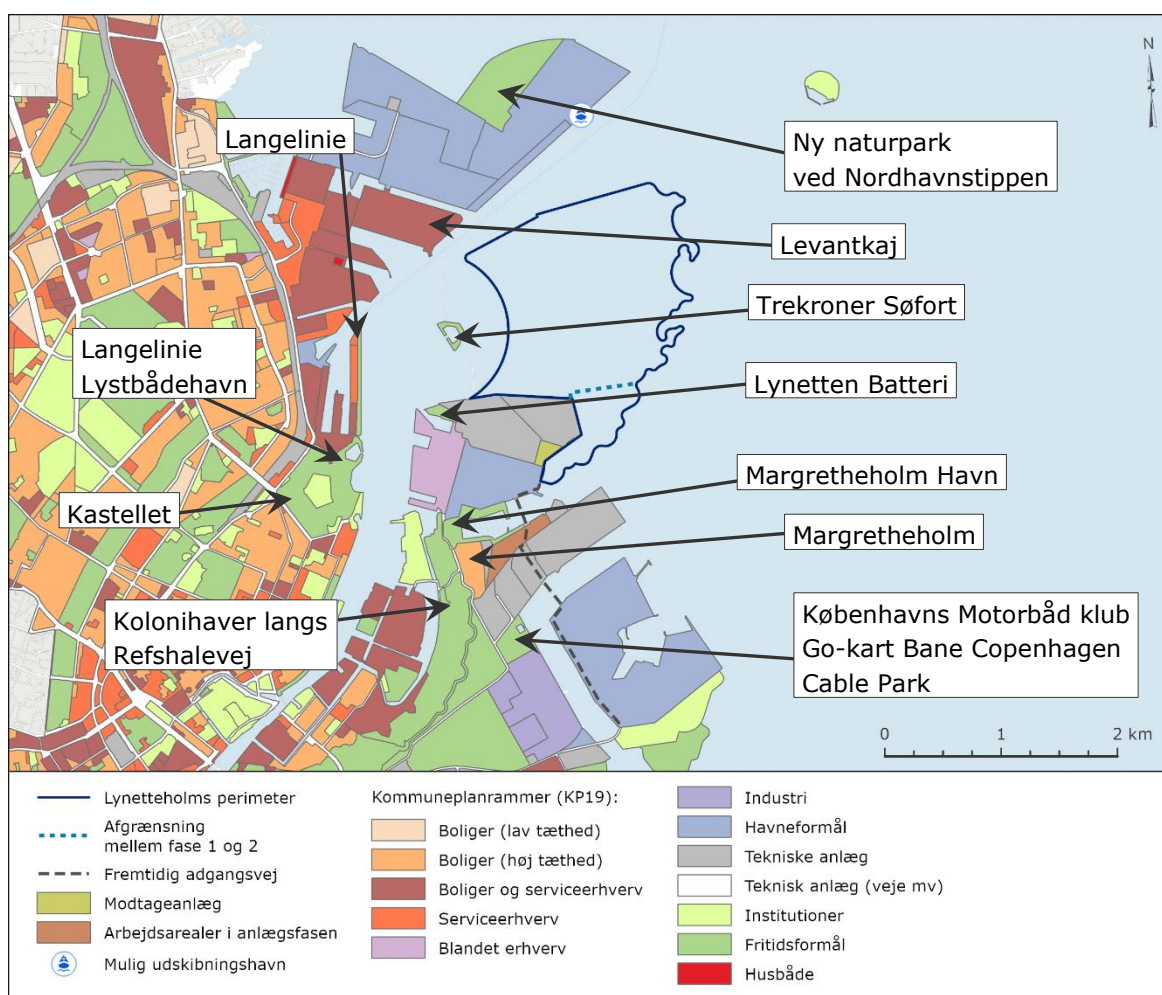 N
Langelinie
Ny naturpark
ved Nordhavnstippen
Levantkaj
Trekroner Søfort
Langelinie
Lystbådehavn
Lynetten Batteri
Margretheholm Havn
Kastellet
Margretheholm
Kolonihaver langs
Refshalevej
Københavns Motorbåd klub
Go-kart Bane Copenhagen
Cable Park
0 1 2 km
Lynetteholms perimeter
Afgrænsning
mellem fase 1 og 2
Fremtidig adgangsvej
Modtageanlæg
Arbejdsarealer i anlægsfasen
Mulig udskibningshavn
Kommuneplanrammer (KP19):
Boliger (lav tæthed)
Boliger (høj tæthed)
Boliger og serviceerhverv
Serviceerhverv
Blandet erhverv
Industri
Havneformål
Tekniske anlæg
Teknisk anlæg (veje mv)
Institutioner
Fritidsformål
Husbåde